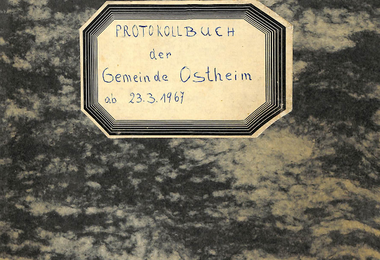 PROTOKOLLBUCH
der
Gemeinde Ostheim
ab 23.3.1967